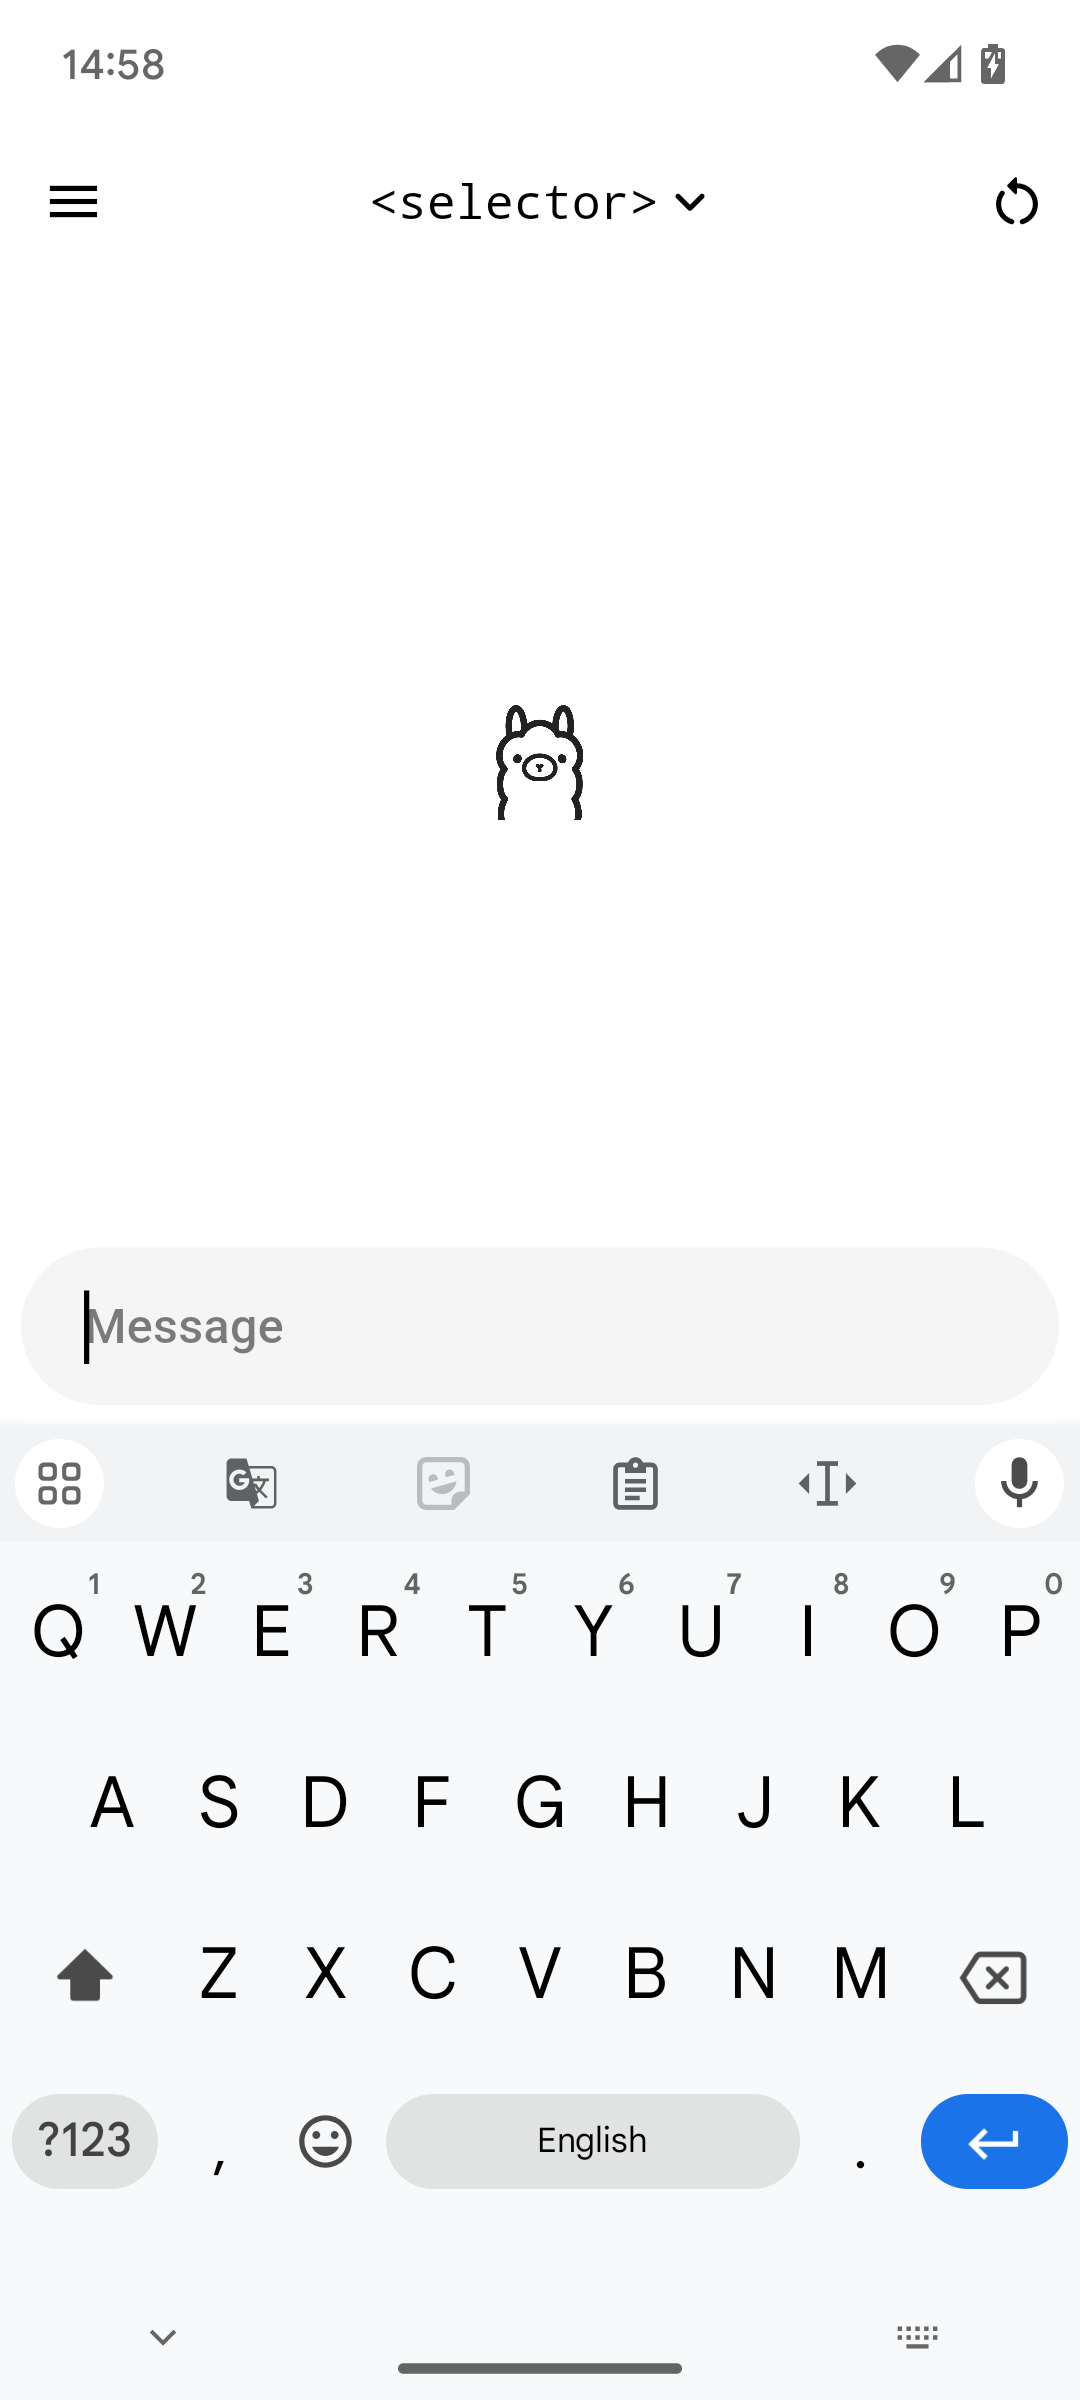 14:58
<selector>
Message
1 2 3 4 5 6 7 8 9 0
Q W E R T Y U I O P
A S D F G H J K L
Z X C V B N M
?123 , English .